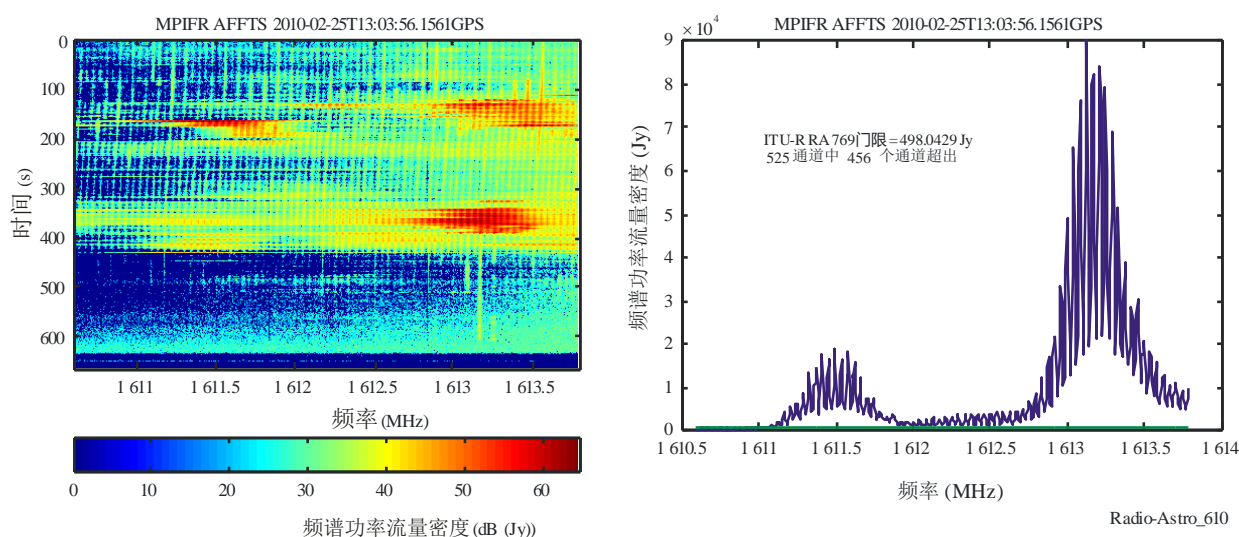 MPIFR AFFTS 2010-02-25T13:03:56.1561GPS
0
100
200
300
400
500
600
时间 (s)
1 611 1 611.5 1 612 1 612.5 1 613 1 613.5
频率 (MHz)
0 10 20 30 40 50 60
频谱功率流量密度 (dB (Jy))
MPIFR AFFTS 2010-02-25T13:03:56.1561GPS
× 10⁴
9
8
7
6
5
4
3
2
1
0
频谱功率流量密度 (Jy)
ITU-R RA 769门限=498.0429 Jy
525 通道中 456 个通道超出
1 610.5 1 611 1 611.5 1 612 1 612.5 1 613 1 613.5 1 614
频率 (MHz)
Radio-Astro_610